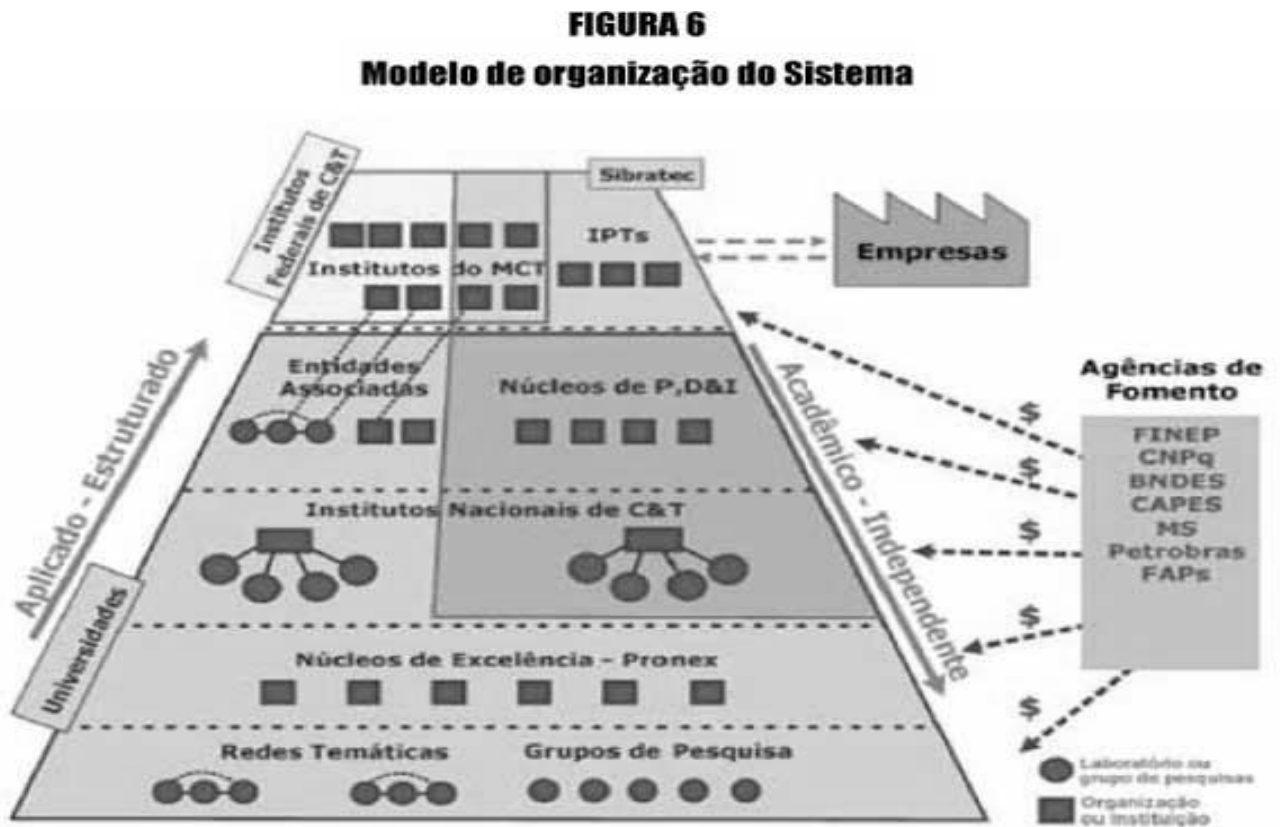 FIGURA 6
Modelo de organização do Sistema
Institutos
Federais de C&T
Sibratec
IPTs
Institutos do MCT
Empresas
Entidades
Associadas
Núcleos de P,D&I
Institutos Nacionais de C&T
Aplicado - Estruturado
Acadêmico - Independente
Universidades
Núcleos de Excelência - Pronex
Redes Temáticas
Grupos de Pesquisa
Agências de
Fomento
FINEP
CNPq
BNDES
CAPES
MS
Petrobras
FAPs
$
$
$
$
$
Laboratório ou
grupo de pesquisas
Organização
ou instituição